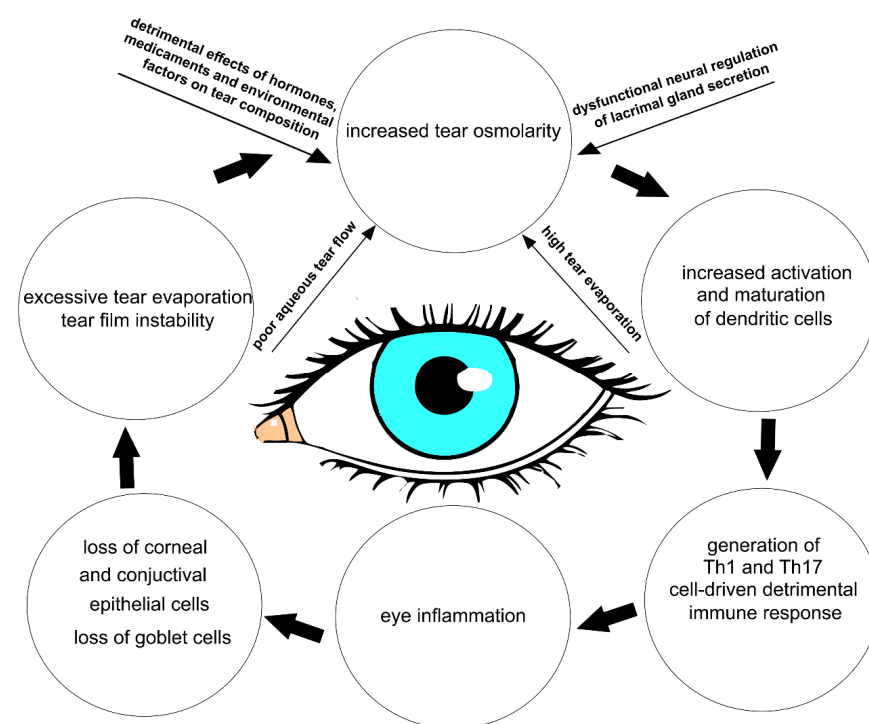 detrimental effects of hormones,
medicaments and environmental
factors on tear composition
increased tear osmolarity
dysfunctional neural regulation
of lacrimal gland secretion
poor aqueous tear flow
high tear evaporation
increased activation
and maturation
of dendritic cells
generation of
Th1 and Th17
cell-driven detrimental
immune response
eye inflammation
loss of corneal
and conjuctival
epithelial cells
loss of goblet cells
excessive tear evaporation
tear film instability